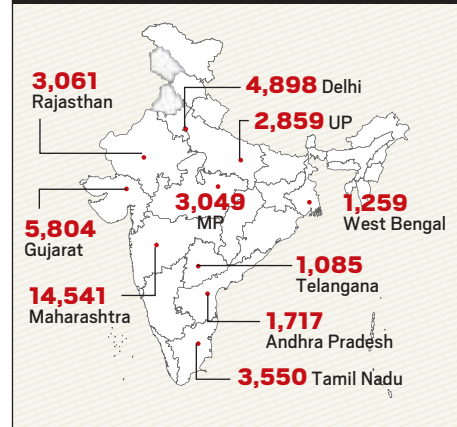 3,061
Rajasthan
4,898 Delhi
2,859 UP
3,049
MP
1,259
West Bengal
5,804
Gujarat
1,085
Telangana
14,541
Maharashtra
1,717
Andhra Pradesh
3,550 Tamil Nadu